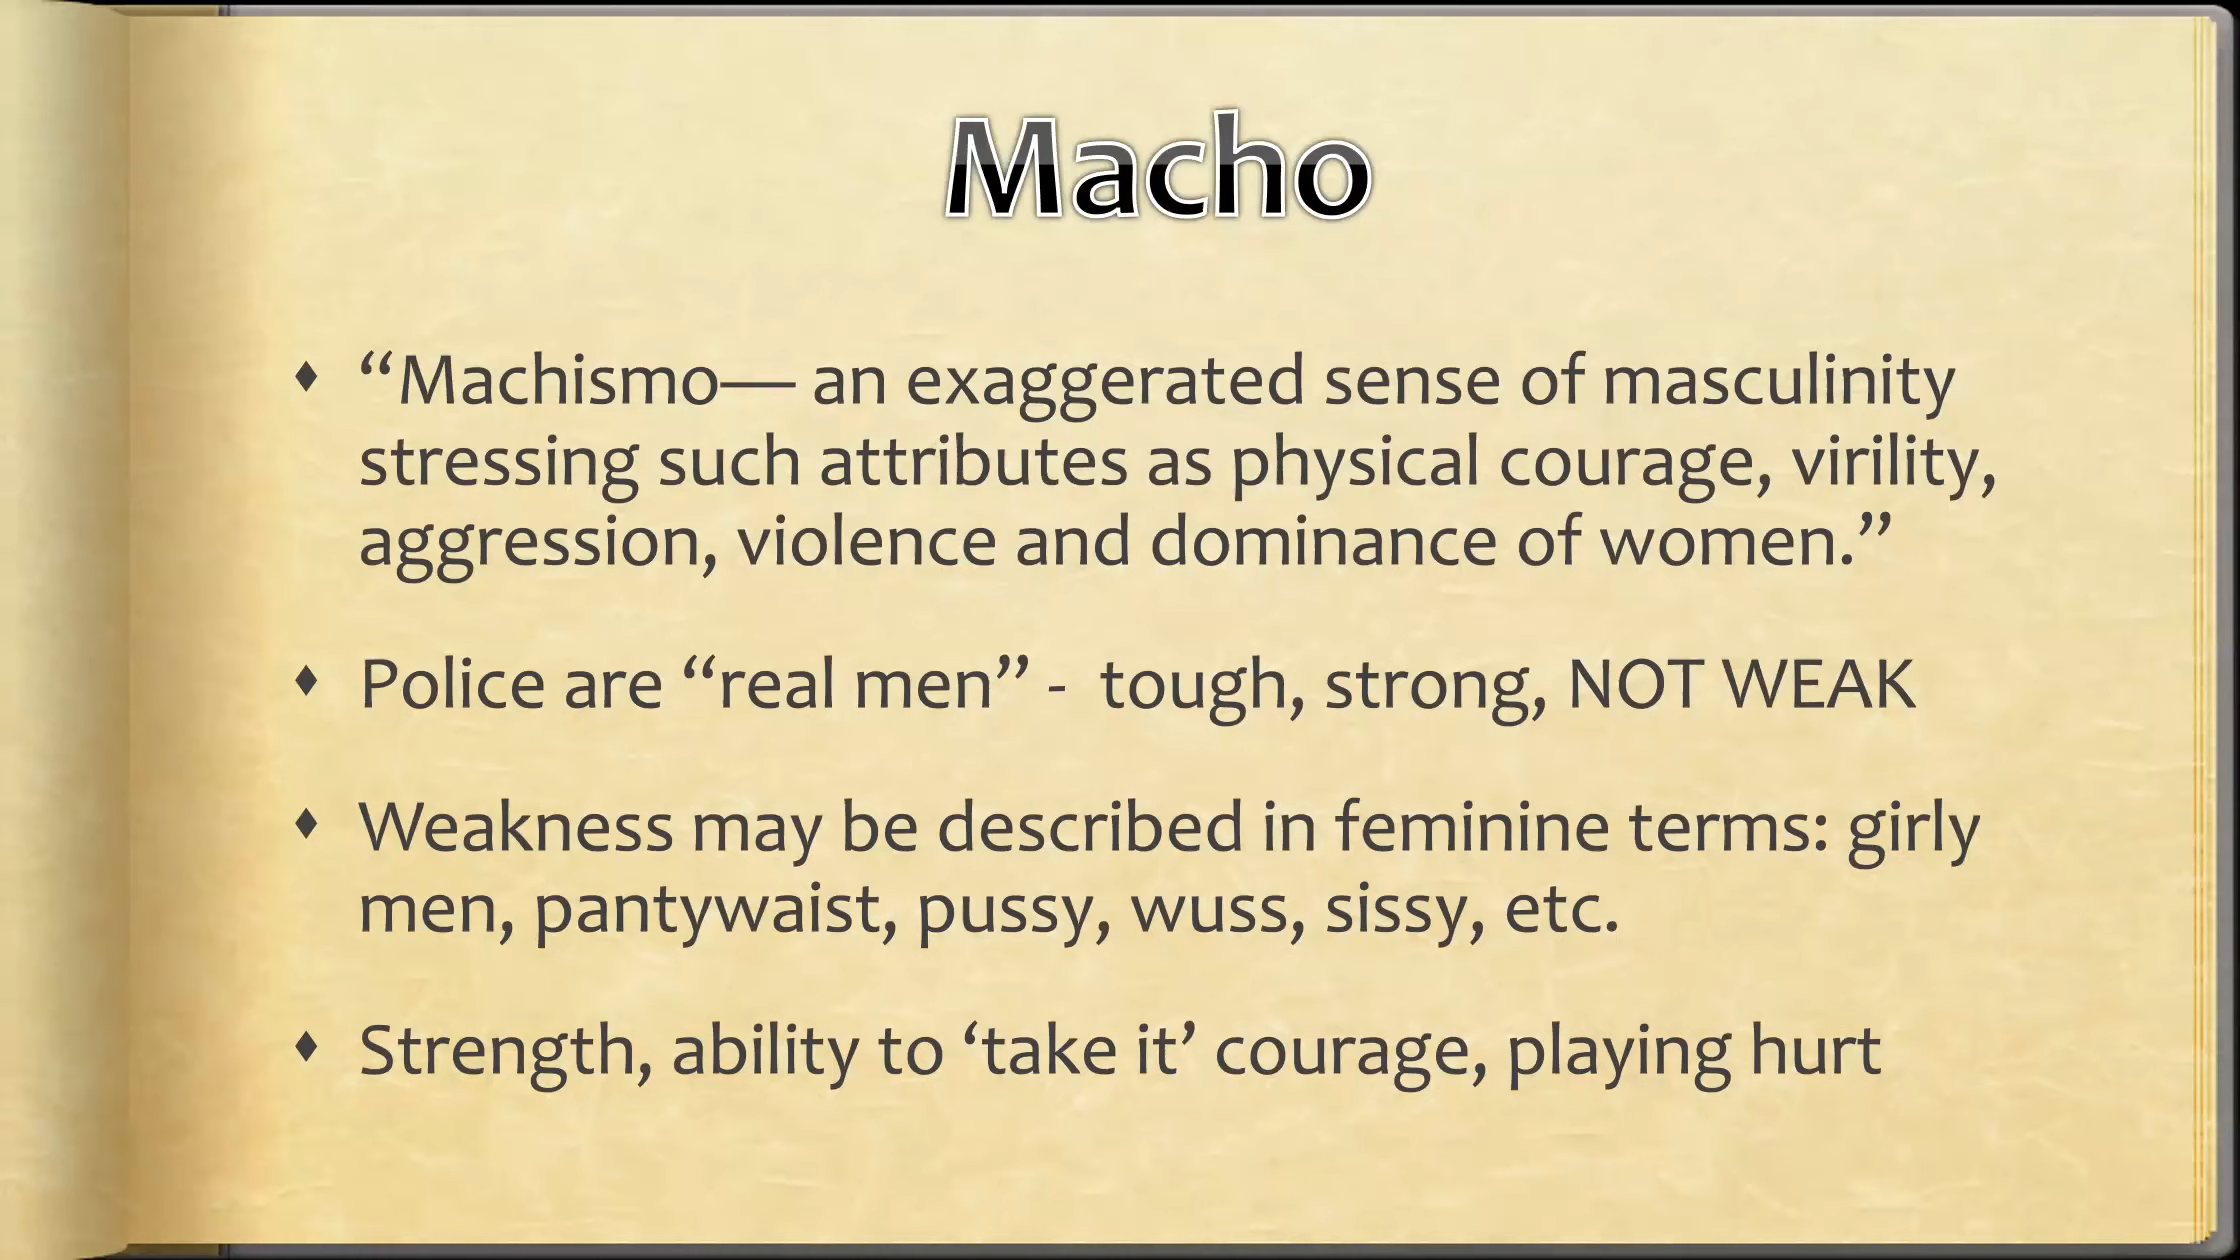 Macho
“Machismo— an exaggerated sense of masculinity
stressing such attributes as physical courage, virility,
aggression, violence and dominance of women.”
Police are “real men” -  tough, strong, NOT WEAK
Weakness may be described in feminine terms: girly
men, pantywaist, pussy, wuss, sissy, etc.
Strength, ability to ‘take it’ courage, playing hurt